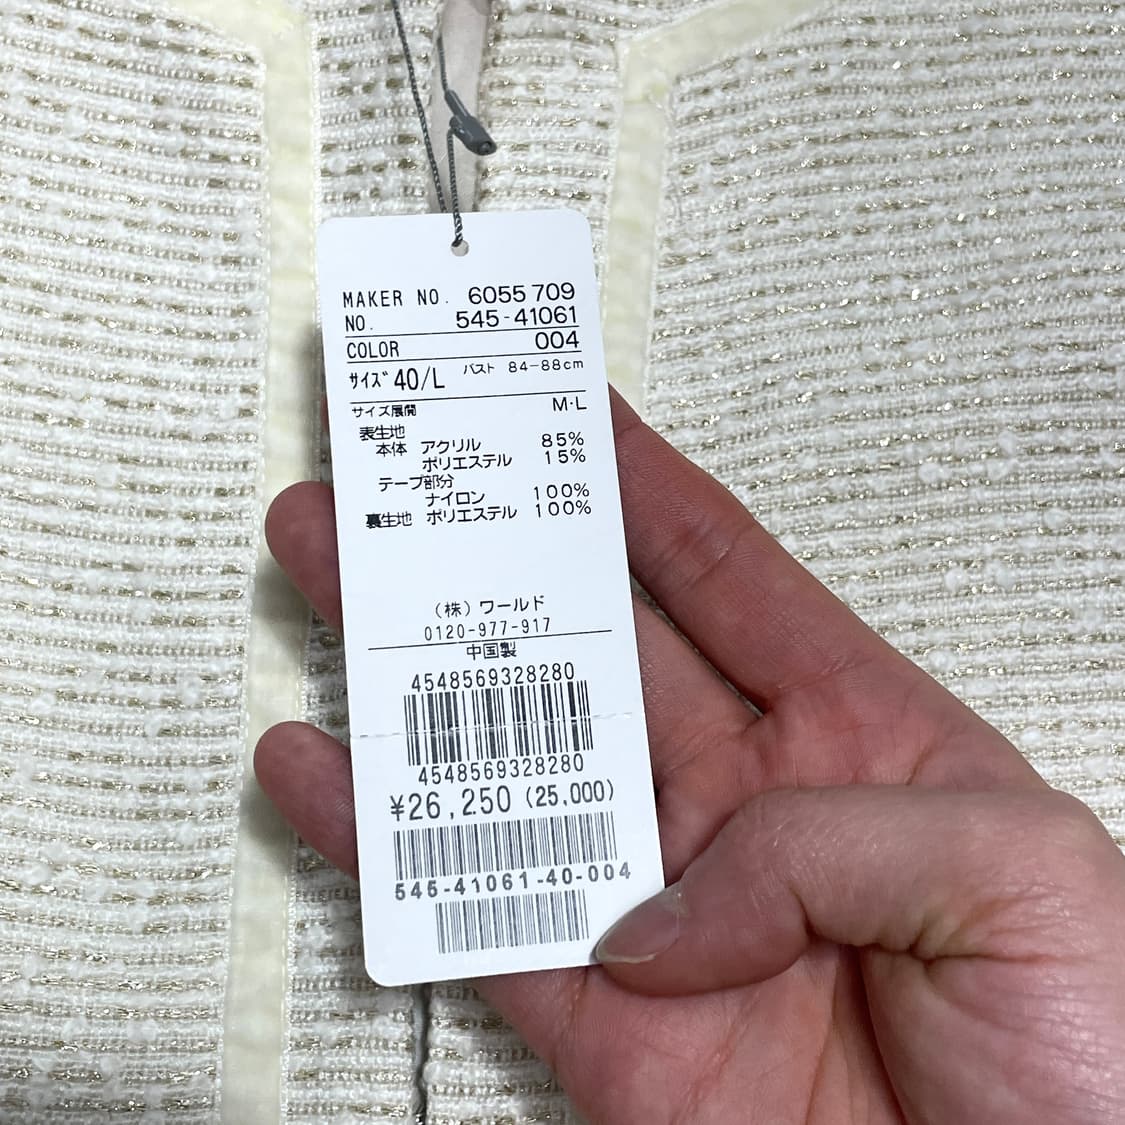 MAKER NO. 6055 709
NO. 545-41061
COLOR 004
サイズ 40/L バスト 84-88cm
サイズ展開 M・L
表生地
本体 アクリル 85%
ポリエステル 15%
テープ部分
ナイロン 100%
裏生地 ポリエステル 100%
(株)ワールド
0120-977-917
中国製
4548569328280
4548569328280
¥26,250 (25,000)
545-41061-40-004